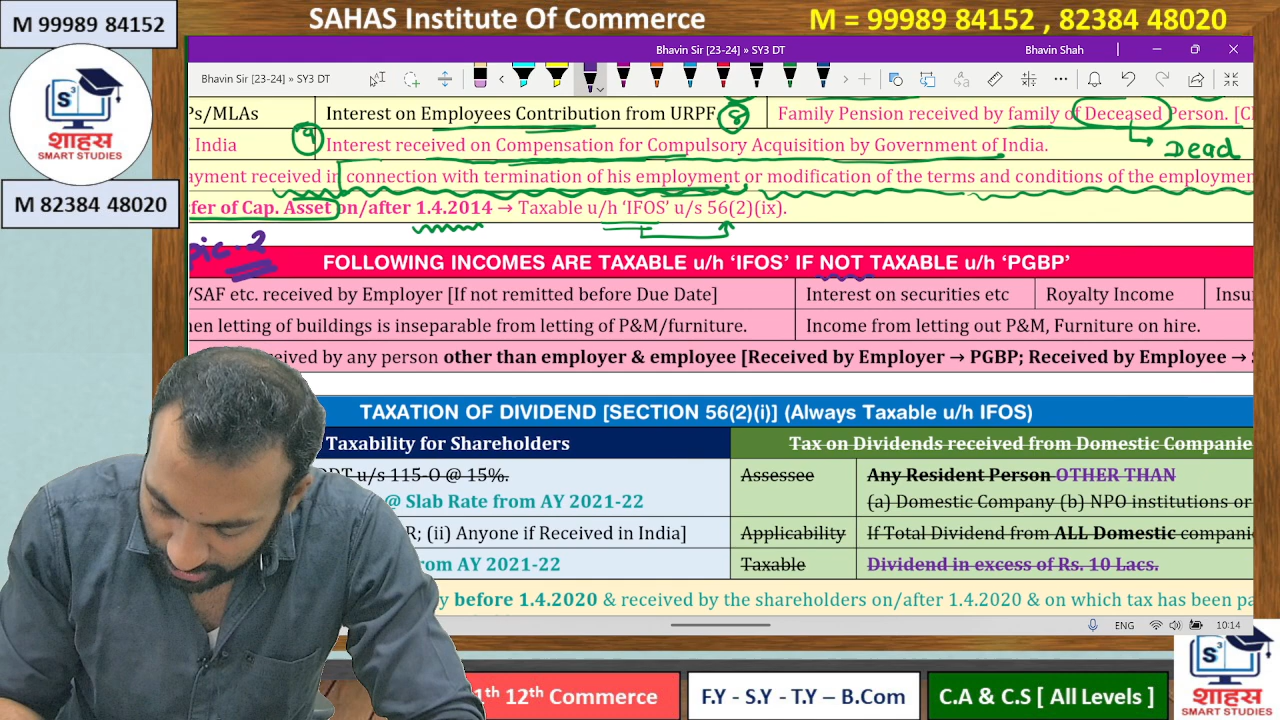 M 99989 84152
SAHAS Institute Of Commerce
M = 99989 84152 , 82384 48020
S³
शाहस
SMART STUDIES
M 82384 48020
Bhavin Sir [23-24] » SY3 DT
Bhavin Shah
Bhavin Sir [23-24] » SY3 DT
Ps/MLAs
Interest on Employees Contribution from URPF.
8
Family Pension received by family of Deceased Person. [C
India
9
Interest received on Compensation for Compulsory Acquisition by Government of India.
Dead
ayment received in connection with termination of his employment or modification of the terms and conditions of the employmen
sfer of Cap. Asset on/after 1.4.2014 → Taxable u/h ‘IFOS’ u/s 56(2)(ix).
pic.2
FOLLOWING INCOMES ARE TAXABLE u/h ‘IFOS’ IF NOT TAXABLE u/h ‘PGBP’
/SAF etc. received by Employer [If not remitted before Due Date]
Interest on securities etc
Royalty Income
Insu
hen letting of buildings is inseparable from letting of P&M/furniture.
Income from letting out P&M, Furniture on hire.
eived by any person other than employer & employee [Received by Employer → PGBP; Received by Employee → S
TAXATION OF DIVIDEND [SECTION 56(2)(i)] (Always Taxable u/h IFOS)
Taxability for Shareholders
Tax on Dividends received from Domestic Companie
DDT u/s 115-O @ 15%.
@ Slab Rate from AY 2021-22
Assessee
Any Resident Person OTHER THAN
(a) Domestic Company (b) NPO institutions or
R; (ii) Anyone if Received in India]
Applicability
If Total Dividend from ALL Domestic compani
rom AY 2021-22
Taxable
Dividend in excess of Rs. 10 Lacs.
y before 1.4.2020 & received by the shareholders on/after 1.4.2020 & on which tax has been pa
ENG
10:14
1th 12th Commerce
F.Y - S.Y - T.Y – B.Com
C.A & C.S [ All Levels ]
S³
शाहस
SMART STUDIES